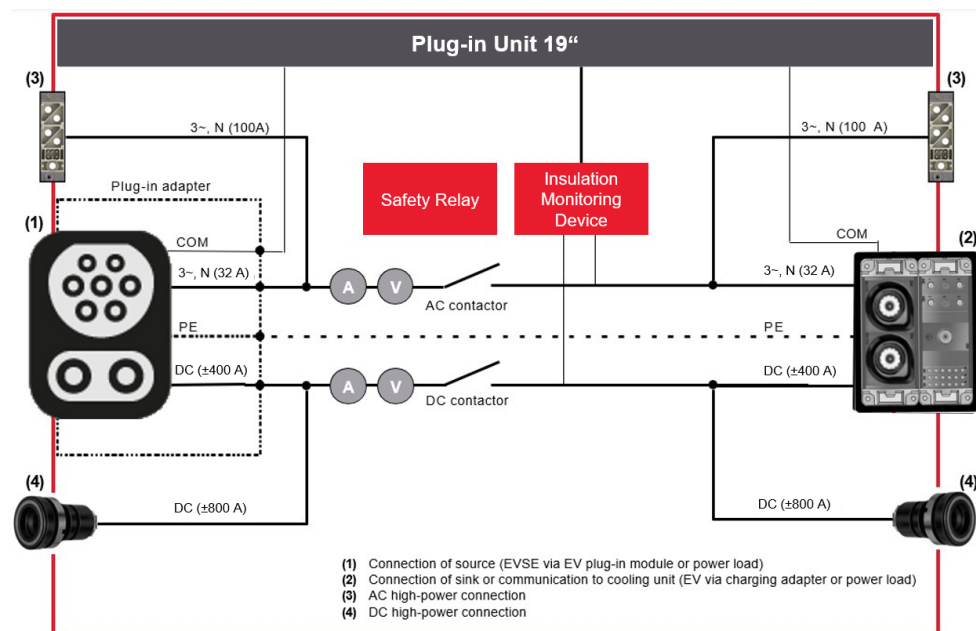 Plug-in Unit 19“
(3)
(3)
3~, N (100A)
3~, N (100 A)
Plug-in adapter
Safety Relay
Insulation
Monitoring
Device
(1)
(2)
COM
COM
3~, N (32 A)
A
V
3~, N (32 A)
AC contactor
PE
PE
DC (±400 A)
A
V
DC (±400 A)
DC contactor
(4)
(4)
DC (±800 A)
DC (±800 A)
(1) Connection of source (EVSE via EV plug-in module or power load)
(2) Connection of sink or communication to cooling unit (EV via charging adapter or power load)
(3) AC high-power connection
(4) DC high-power connection